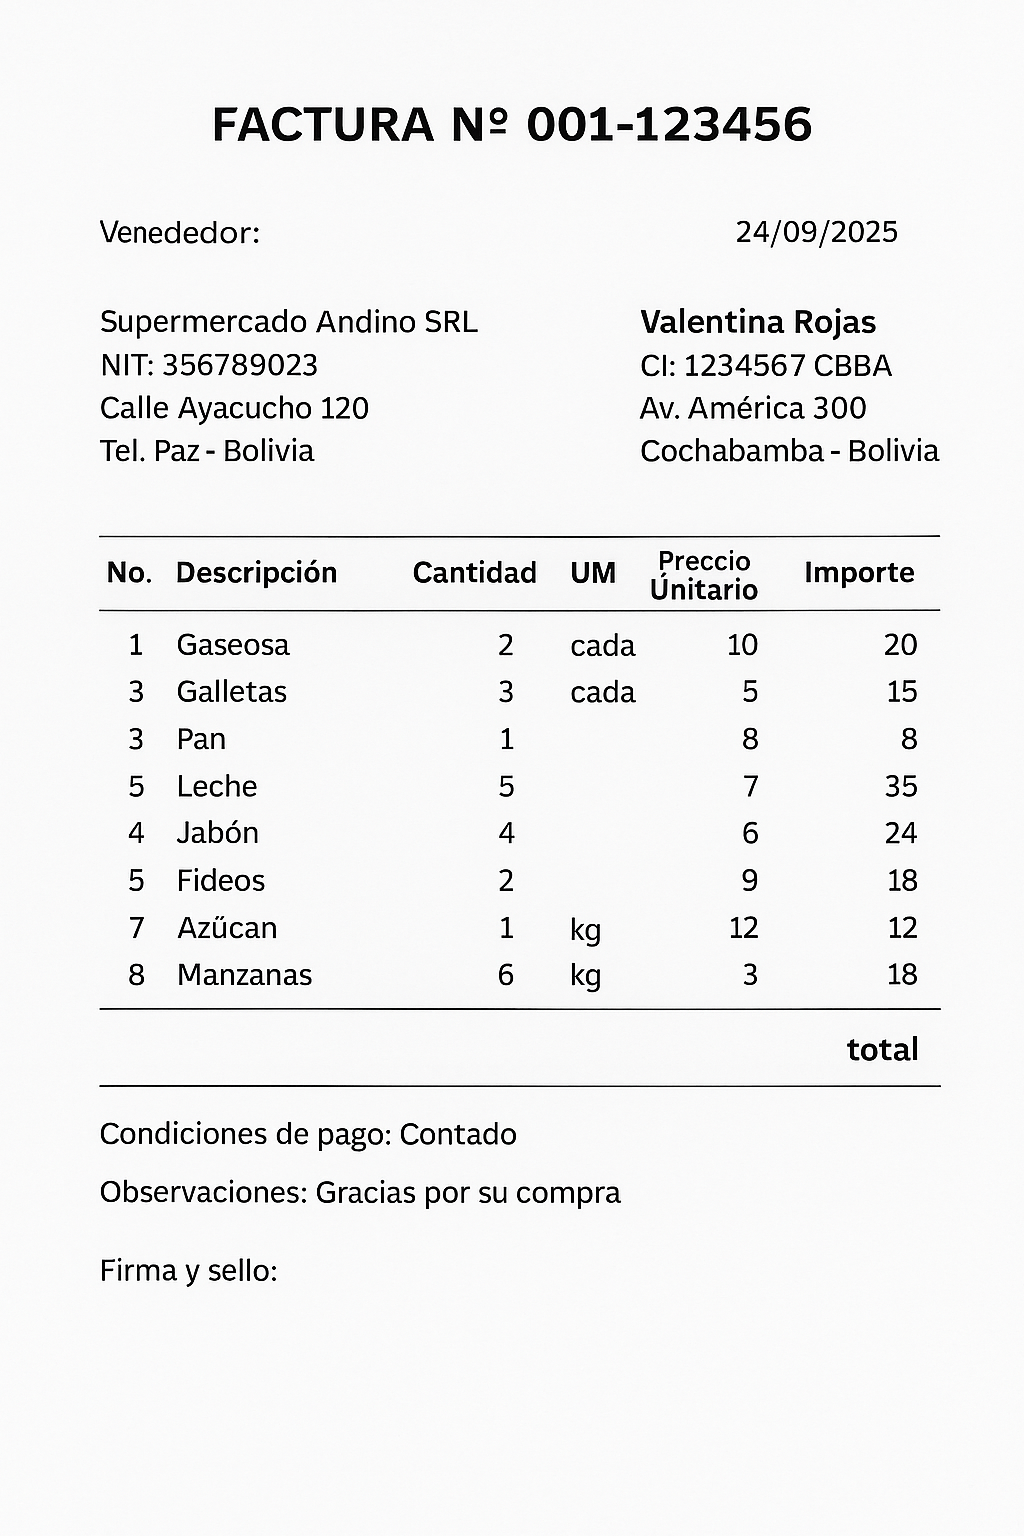 FACTURA Nº 001-123456
Venededor:
24/09/2025
Supermercado Andino SRL
NIT: 356789023
Calle Ayacucho 120
Tel. Paz - Bolivia
Valentina Rojas
CI: 1234567 CBBA
Av. América 300
Cochabamba - Bolivia
No. Descripción Cantidad UM Preccio Únitario Importe
1 Gaseosa 2 cada 10 20
3 Galletas 3 cada 5 15
3 Pan 1 8 8
5 Leche 5 7 35
4 Jabón 4 6 24
5 Fideos 2 9 18
7 Azűcan 1 kg 12 12
8 Manzanas 6 kg 3 18
total
Condiciones de pago: Contado
Observaciones: Gracias por su compra
Firma y sello: